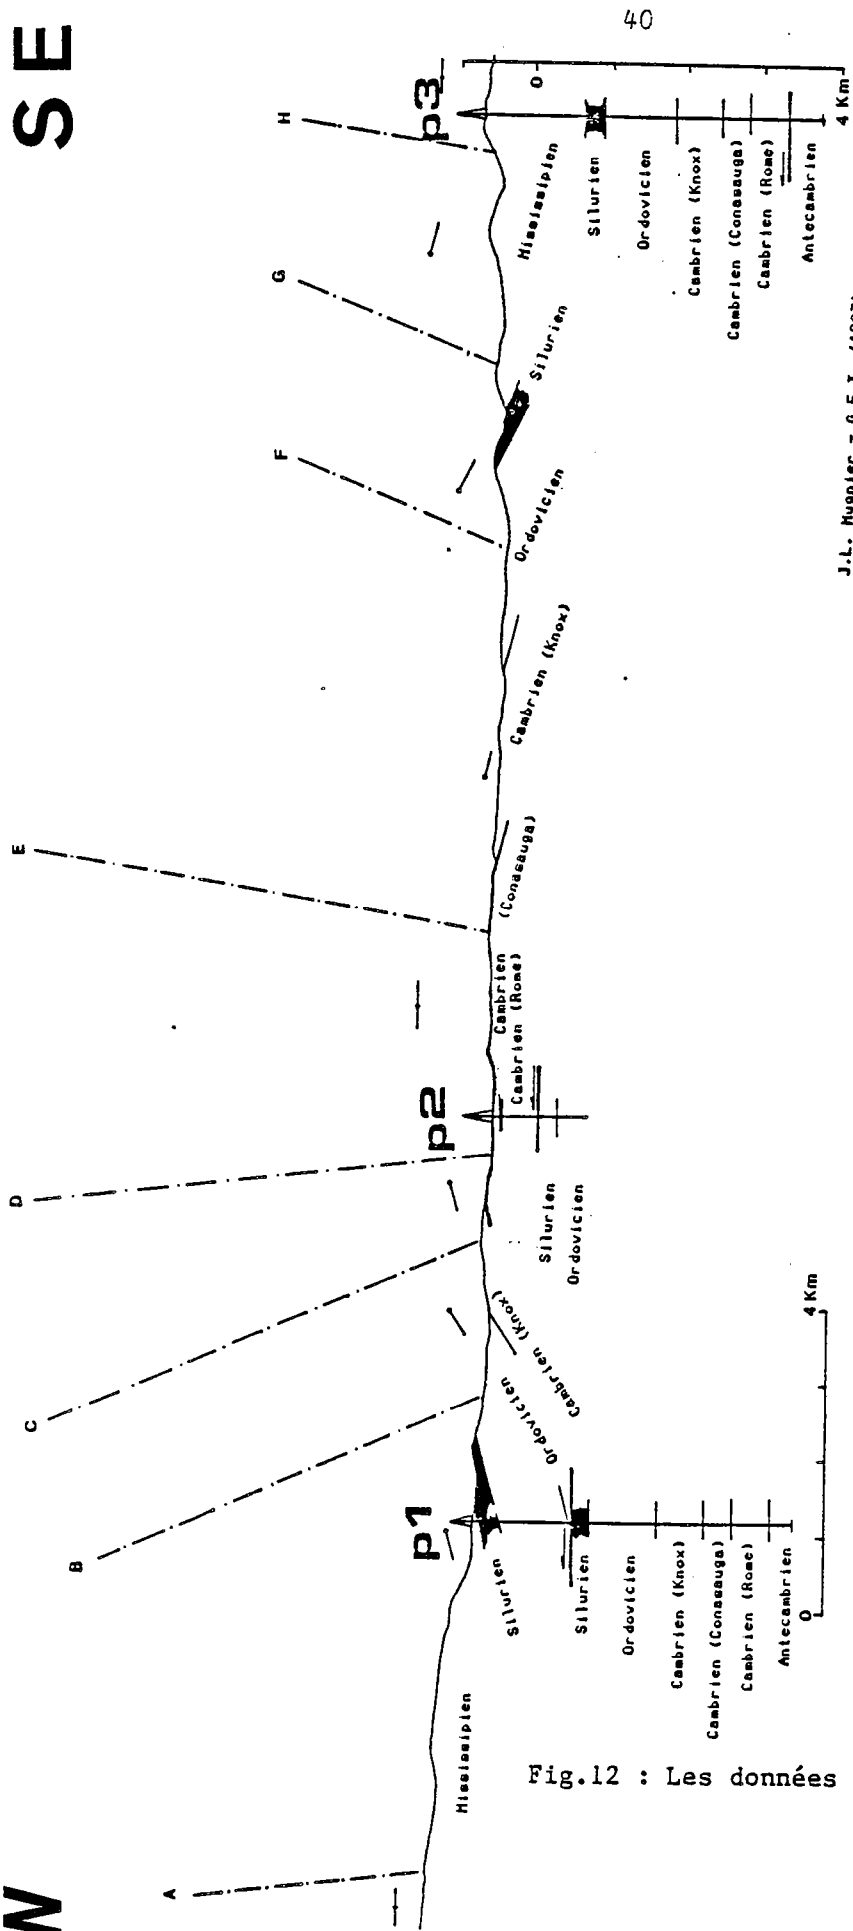 40
SE
H
G
F
E
D
C
B
A
p3
p2
p1
0
4 Km
Mississipien
Silurien
Ordovicien
Cambrien (Knox)
Cambrien (Conasauga)
Cambrien (Rome)
Antecambrien
Silurien
Ordovicien
Cambrien (Knox)
(Conasauga)
Cambrien
Cambrien (Rome)
Silurien
Ordovicien
Cambrien (Knox)
Ordovicien
Silurien
Mississipien
Silurien
Ordovicien
Cambrien (Knox)
Cambrien (Conasauga)
Cambrien (Rome)
Antecambrien
0
4 Km
J.L. Mugnier - G.E.T.
Fig.12 : Les données